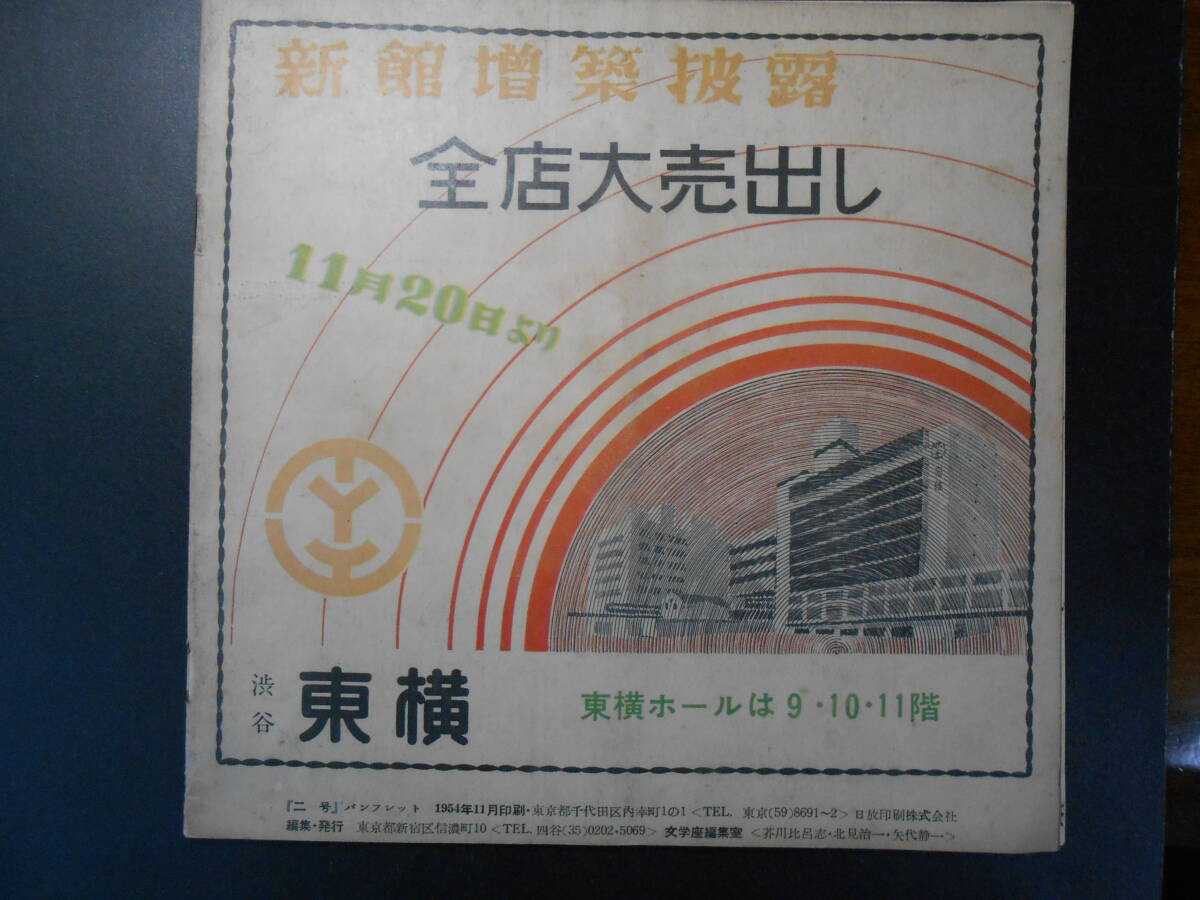 新館増築披露
全店大売出し
11月20日より
渋谷 東横
東横ホールは9・10・11階
『二号』パンフレット 1954年11月印刷・東京都千代田区内幸町1の1<TEL. 東京(59)8691~2>日放印刷株式会社
編集・発行 東京都新宿区信濃町10<TEL. 四谷(35)0202・5069> 文学座編集室 <芥川比呂志・北見治一・矢代静一>